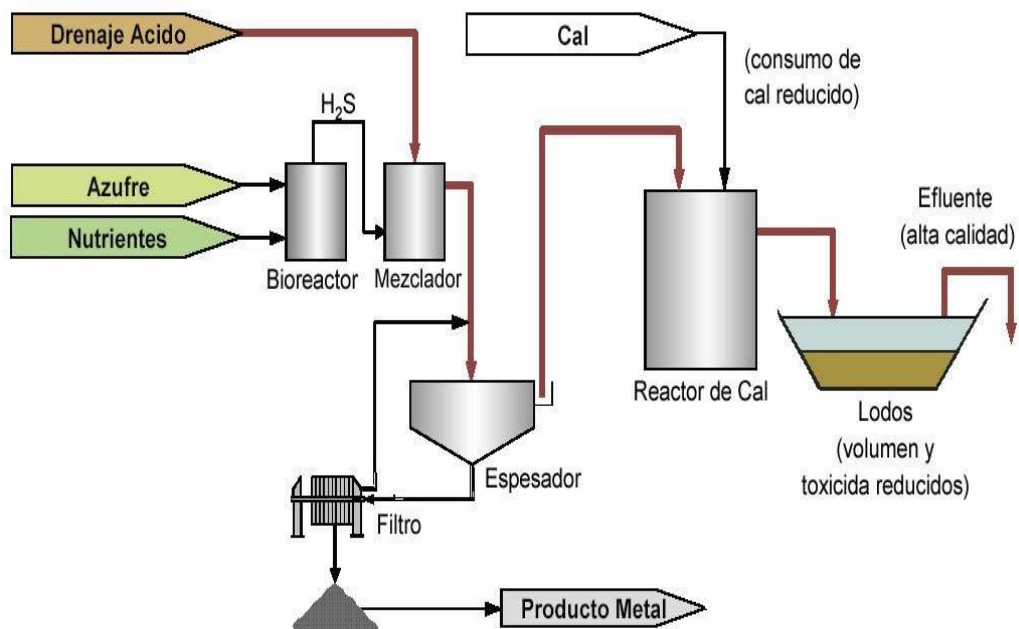 Drenaje Acido
Cal
(consumo de
cal reducido)
H₂S
Azufre
Nutrientes
Bioreactor
Mezclador
Efluente
(alta calidad)
Reactor de Cal
Lodos
(volumen y
toxicida reducidos)
Espesador
Filtro
Producto Metal